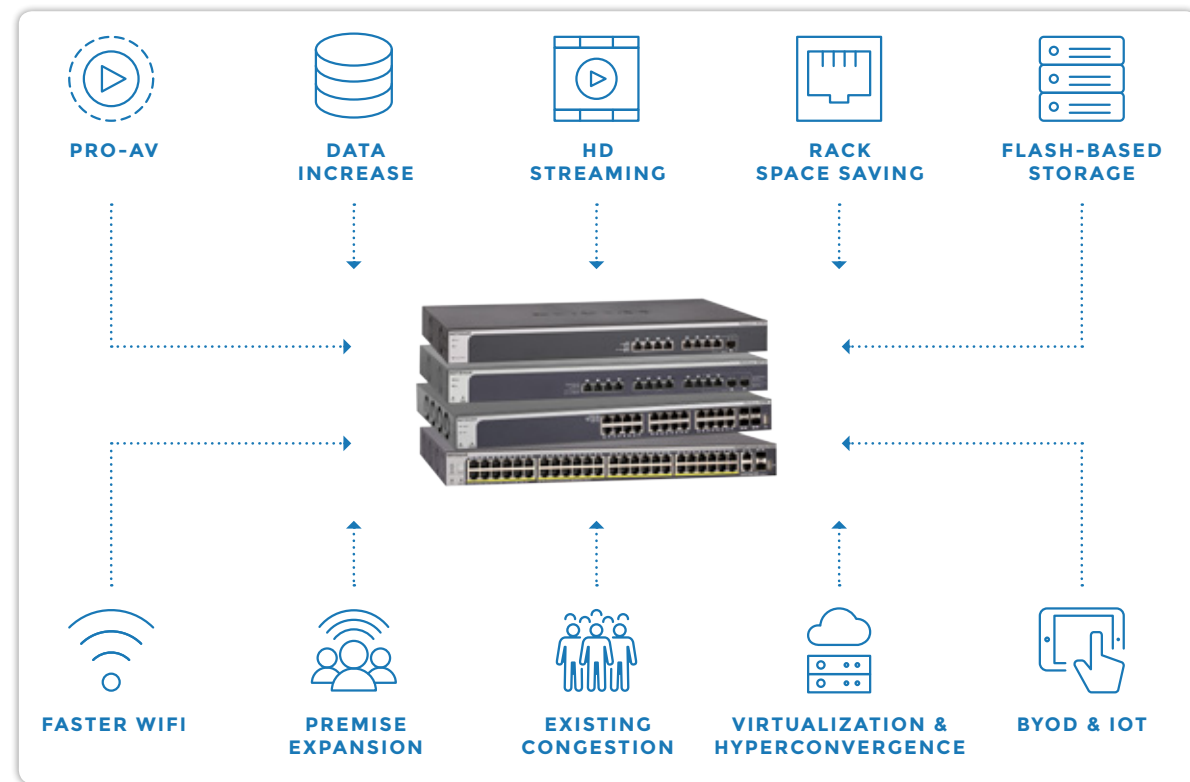 PRO-AV
DATA
INCREASE
HD
STREAMING
RACK
SPACE SAVING
FLASH-BASED
STORAGE
FASTER WIFI
PREMISE
EXPANSION
EXISTING
CONGESTION
VIRTUALIZATION &
HYPERCONVERGENCE
BYOD & IOT